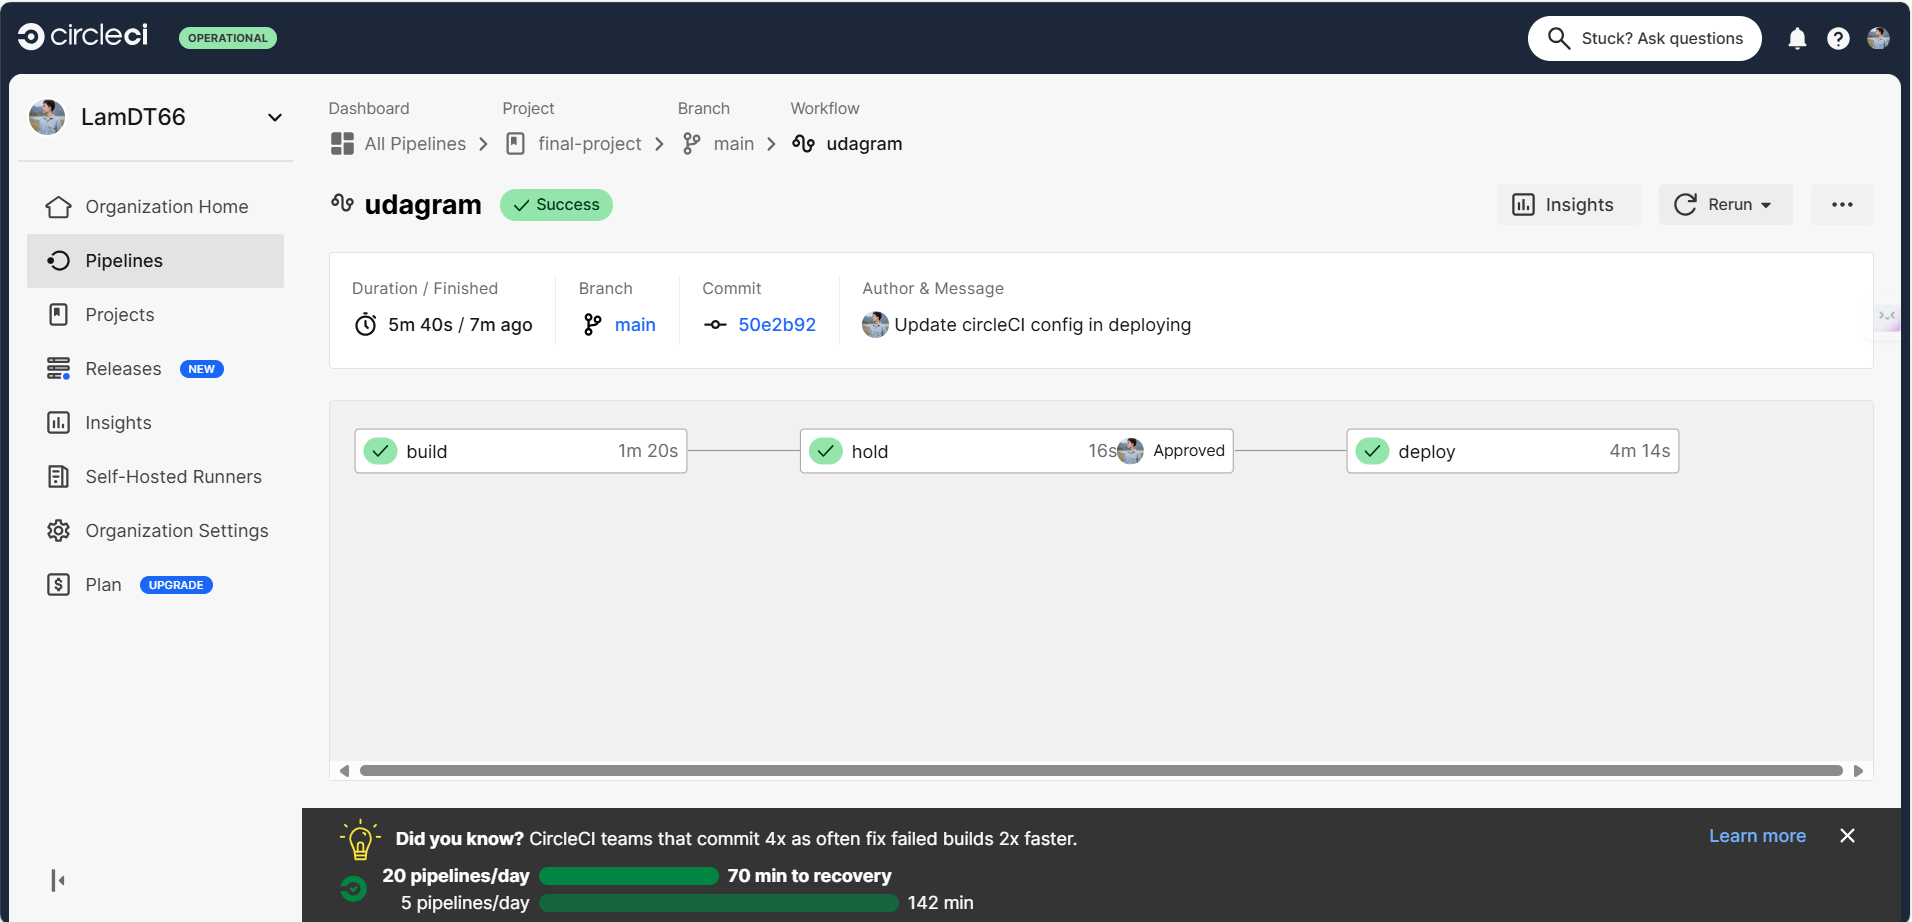 circleci OPERATIONAL Stuck? Ask questions
LamDT66
Organization Home
Pipelines
Projects
Releases NEW
Insights
Self-Hosted Runners
Organization Settings
Plan UPGRADE
Dashboard Project Branch Workflow
All Pipelines final-project main udagram
udagram Success Insights Rerun
Duration / Finished Branch Commit Author & Message
5m 40s / 7m ago main 50e2b92 Update circleCI config in deploying
build 1m 20s hold 16s Approved deploy 4m 14s
Did you know? CircleCI teams that commit 4x as often fix failed builds 2x faster. Learn more
20 pipelines/day 70 min to recovery
5 pipelines/day 142 min